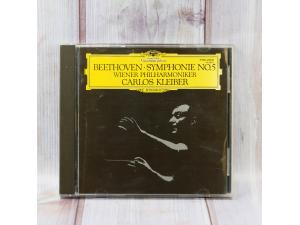 BEETHOVEN · SYMPHONIE NO.5
WIENER PHILHARMONIKER
CARLOS KLEIBER